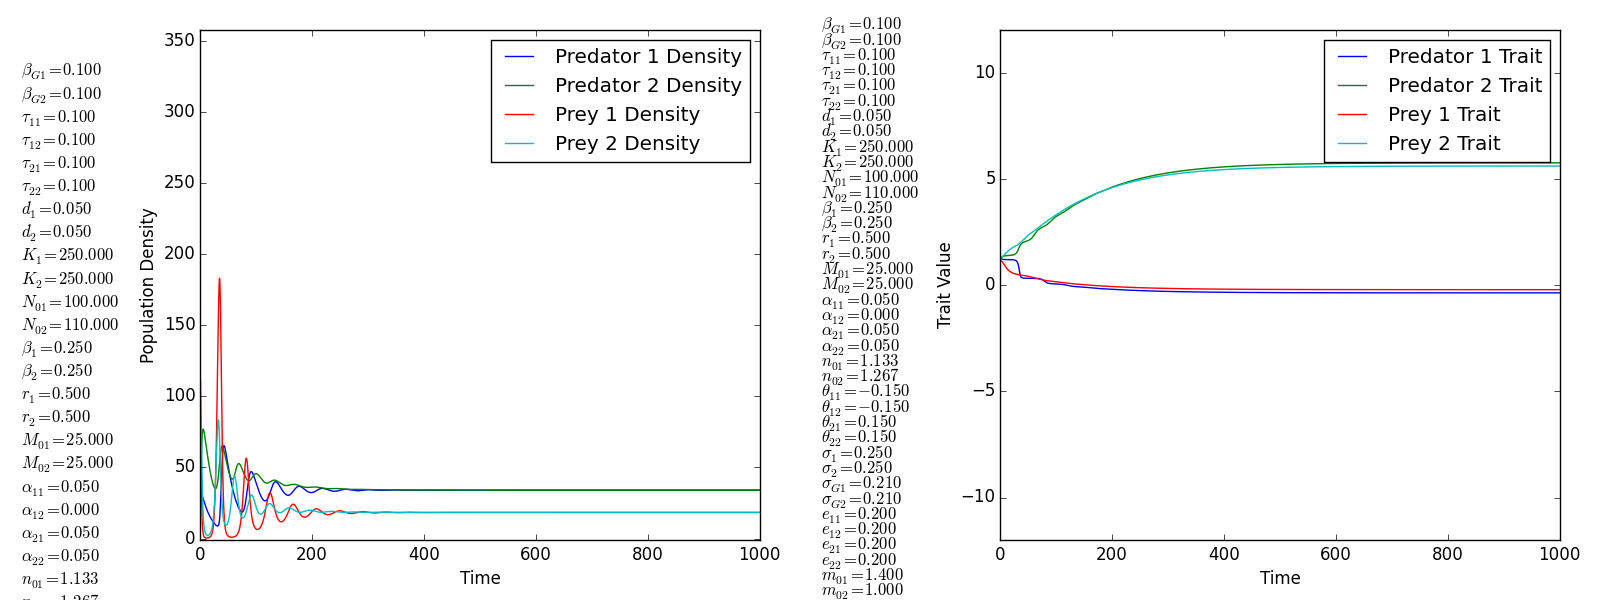 β_G1=0.100
β_G2=0.100
τ_11=0.100
τ_12=0.100
τ_21=0.100
τ_22=0.100
d_1=0.050
d_2=0.050
K_1=250.000
K_2=250.000
N_01=100.000
N_02=110.000
β_1=0.250
β_2=0.250
r_1=0.500
r_2=0.500
M_01=25.000
M_02=25.000
α_11=0.050
α_12=0.000
α_21=0.050
α_22=0.050
n_01=1.133
Population Density
350
300
250
200
150
100
50
0
0 200 400 600 800 1000
Time
Predator 1 Density
Predator 2 Density
Prey 1 Density
Prey 2 Density
β_G1=0.100
β_G2=0.100
τ_11=0.100
τ_12=0.100
τ_21=0.100
τ_22=0.100
d_1=0.050
d_2=0.050
K_1=250.000
K_2=250.000
N_01=100.000
N_02=110.000
β_1=0.250
β_2=0.250
r_1=0.500
r_2=0.500
M_01=25.000
M_02=25.000
α_11=0.050
α_12=0.000
α_21=0.050
α_22=0.050
n_01=1.133
n_02=1.267
θ_11=−0.150
θ_12=−0.150
θ_21=0.150
θ_22=0.150
σ_1=0.250
σ_2=0.250
σ_G1=0.210
σ_G2=0.210
e_11=0.200
e_12=0.200
e_21=0.200
e_22=0.200
m_01=1.400
m_02=1.000
Trait Value
10
5
0
−5
−10
0 200 400 600 800 1000
Time
Predator 1 Trait
Predator 2 Trait
Prey 1 Trait
Prey 2 Trait